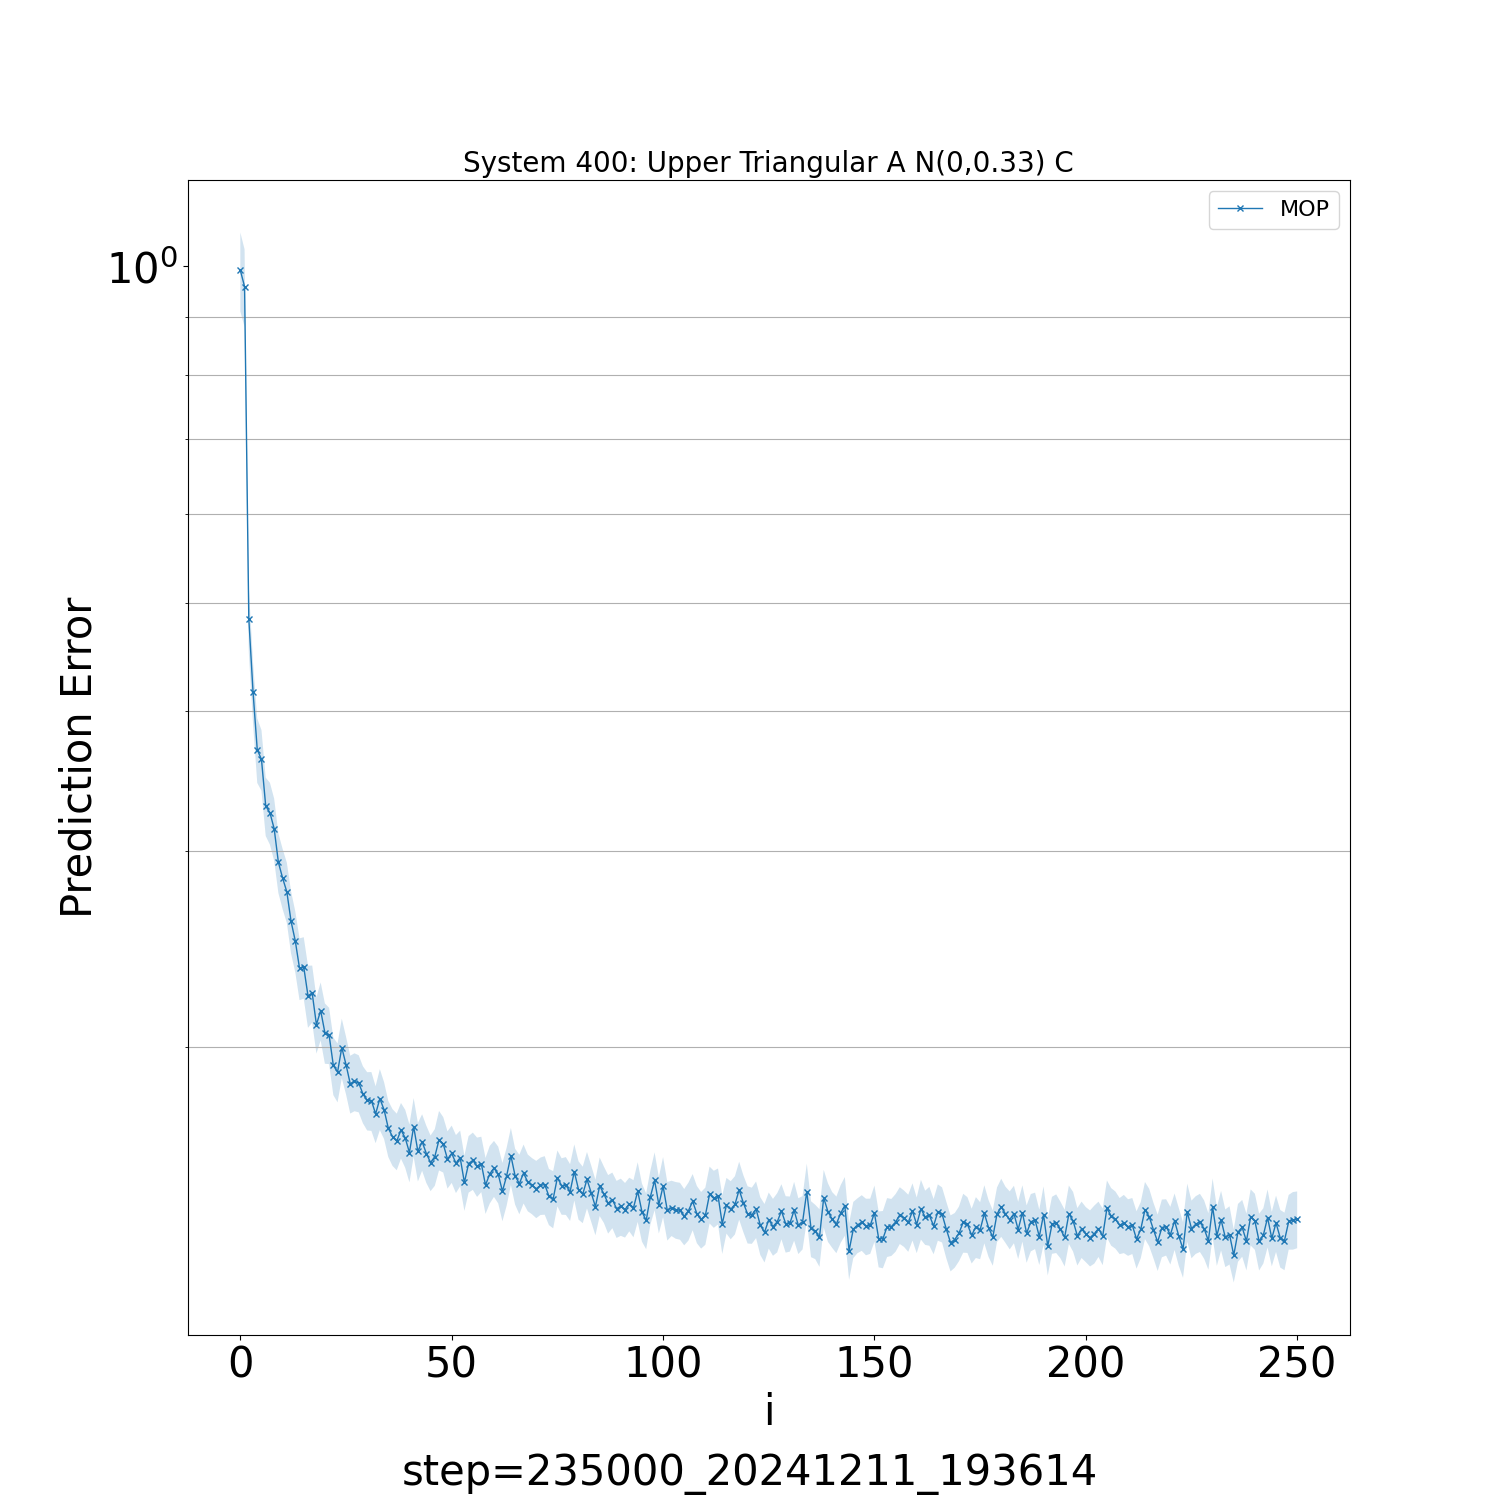 System 400: Upper Triangular A N(0,0.33) C
MOP
10⁰
Prediction Error
0 50 100 150 200 250
i
step=235000_20241211_193614